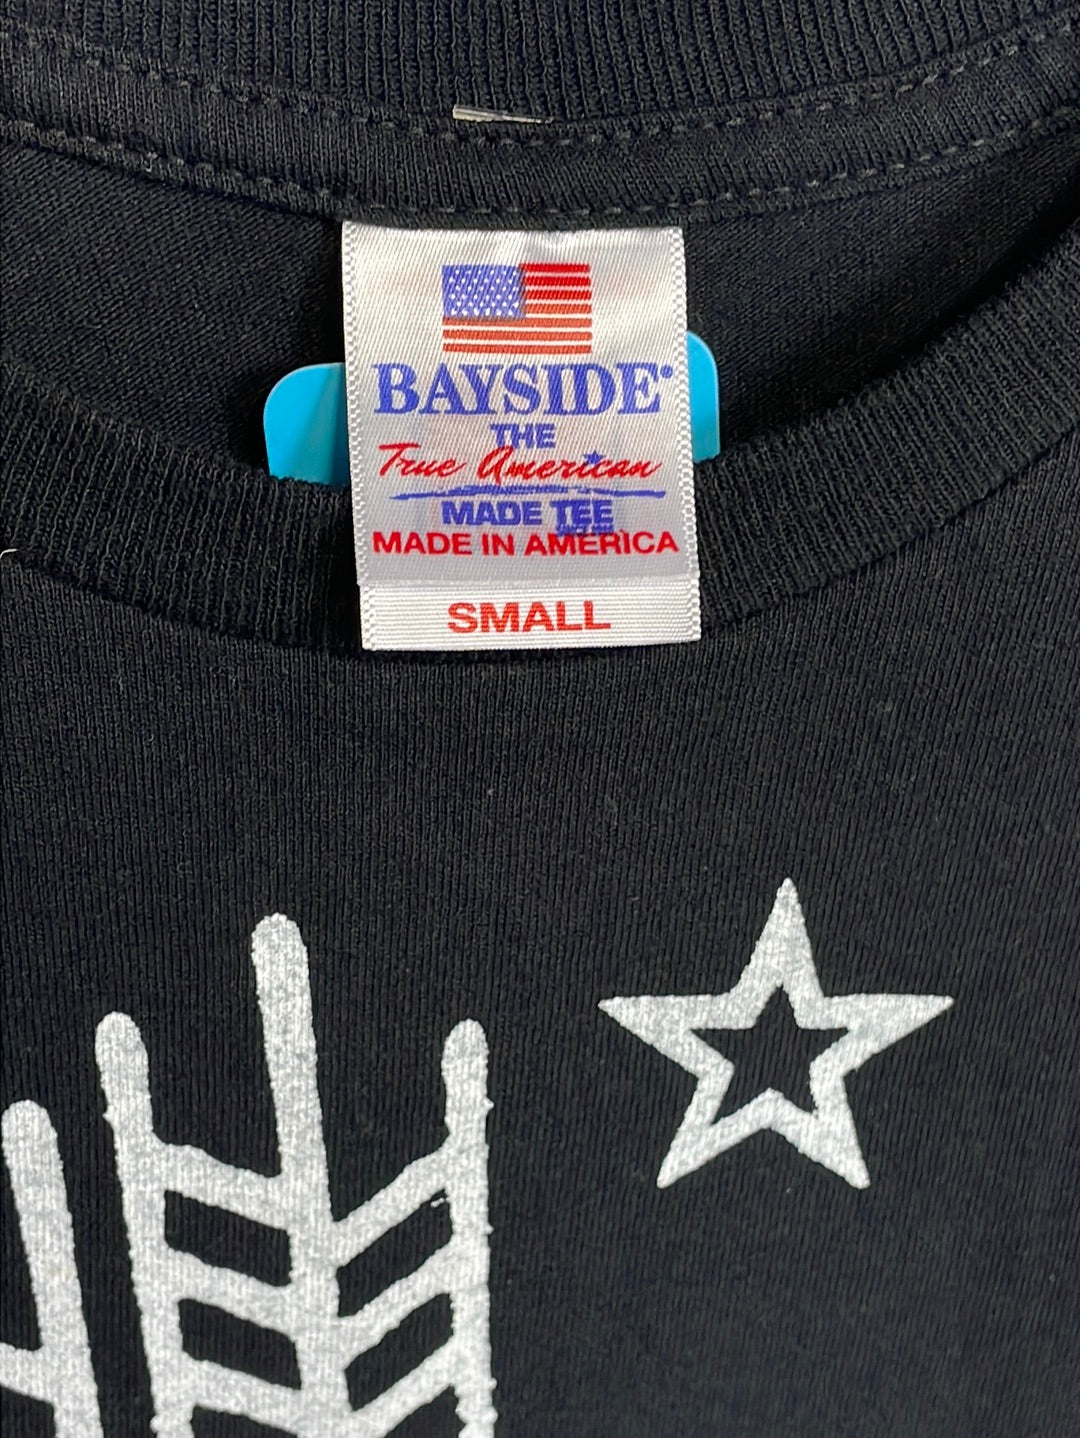 BAYSIDE®
THE
True American
MADE TEE
MADE IN AMERICA
SMALL